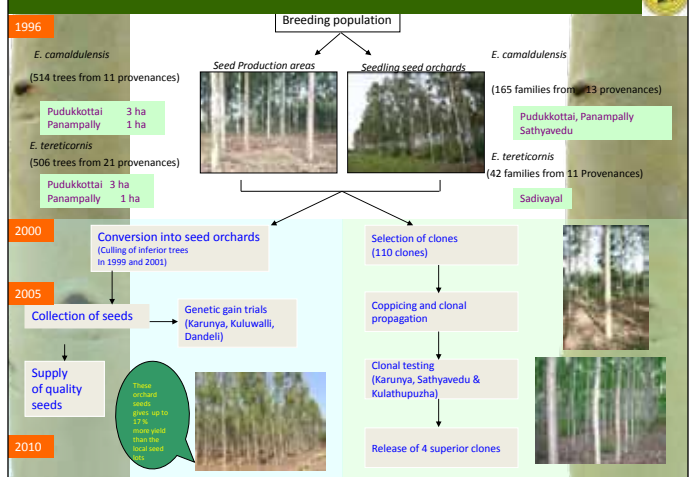 Breeding population
1996
E. camaldulensis
(514 trees from 11 provenances)
Pudukkottai 3 ha
Panampally 1 ha
E. tereticornis
(506 trees from 21 provenances)
Pudukkottai 3 ha
Panampally 1 ha
Seed Production areas
Seedling seed orchards
E. camaldulensis
(165 families from 13 provenances)
Pudukkottai, Panampally
Sathyavedu
E. tereticornis
(42 families from 11 Provenances)
Sadivayal
2000
Conversion into seed orchards
(Culling of inferior trees
In 1999 and 2001)
Selection of clones
(110 clones)
2005
Collection of seeds
Genetic gain trials
(Karunya, Kuluwalli,
Dandeli)
Coppicing and clonal
propagation
Supply
of quality
seeds
These
orchard
seeds
gives up to
17 %
more yield
than the
local seed
lots
Clonal testing
(Karunya, Sathyavedu &
Kulathupuzha)
2010
Release of 4 superior clones